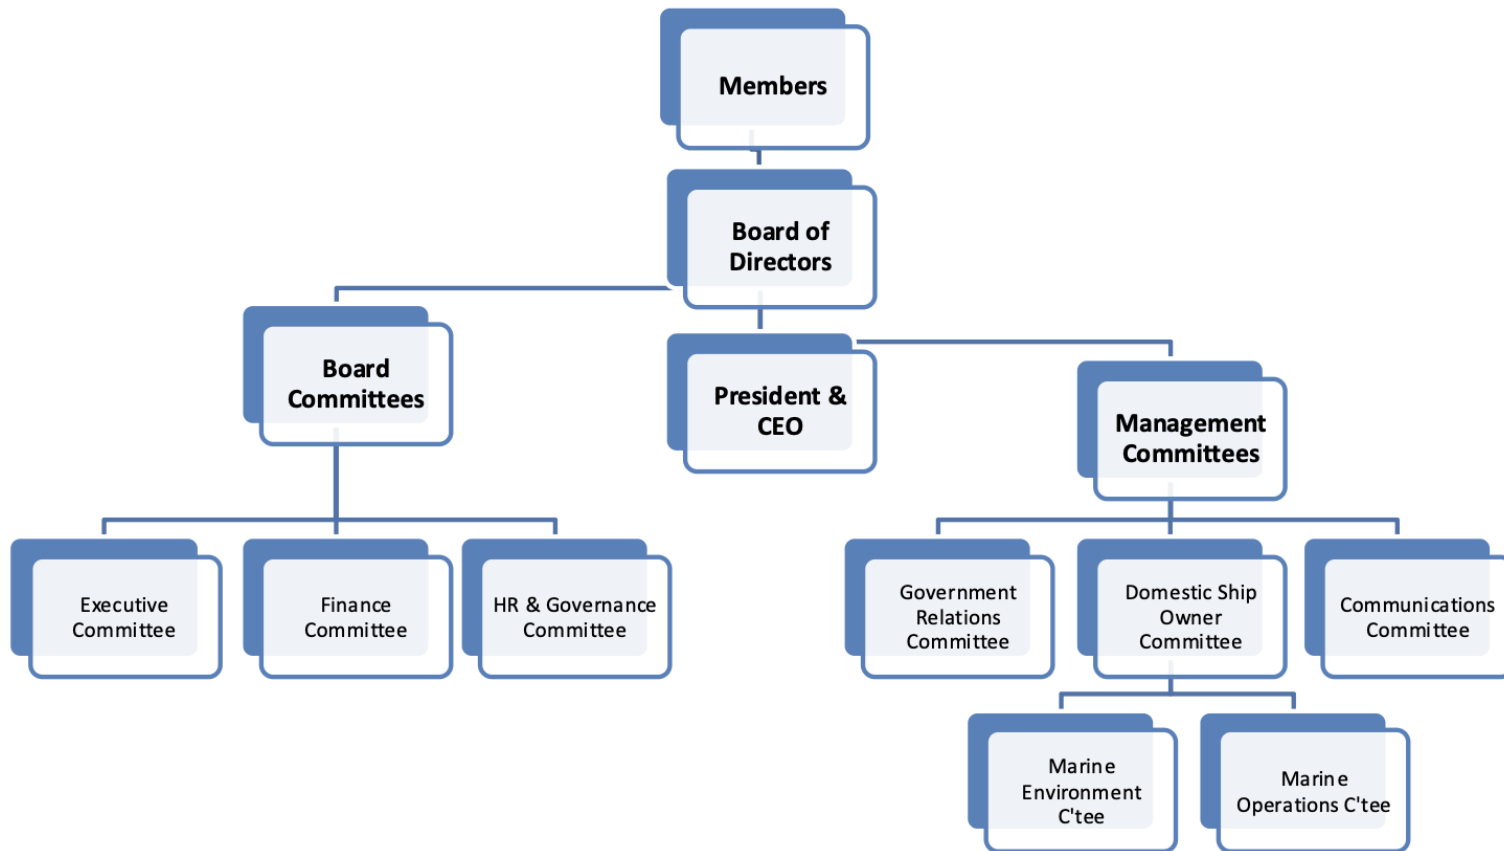 Members
Board of
Directors
Board
Committees
President &
CEO
Management
Committees
Executive
Committee
Finance
Committee
HR & Governance
Committee
Government
Relations
Committee
Domestic Ship
Owner
Committee
Communications
Committee
Marine
Environment
C'tee
Marine
Operations C'tee